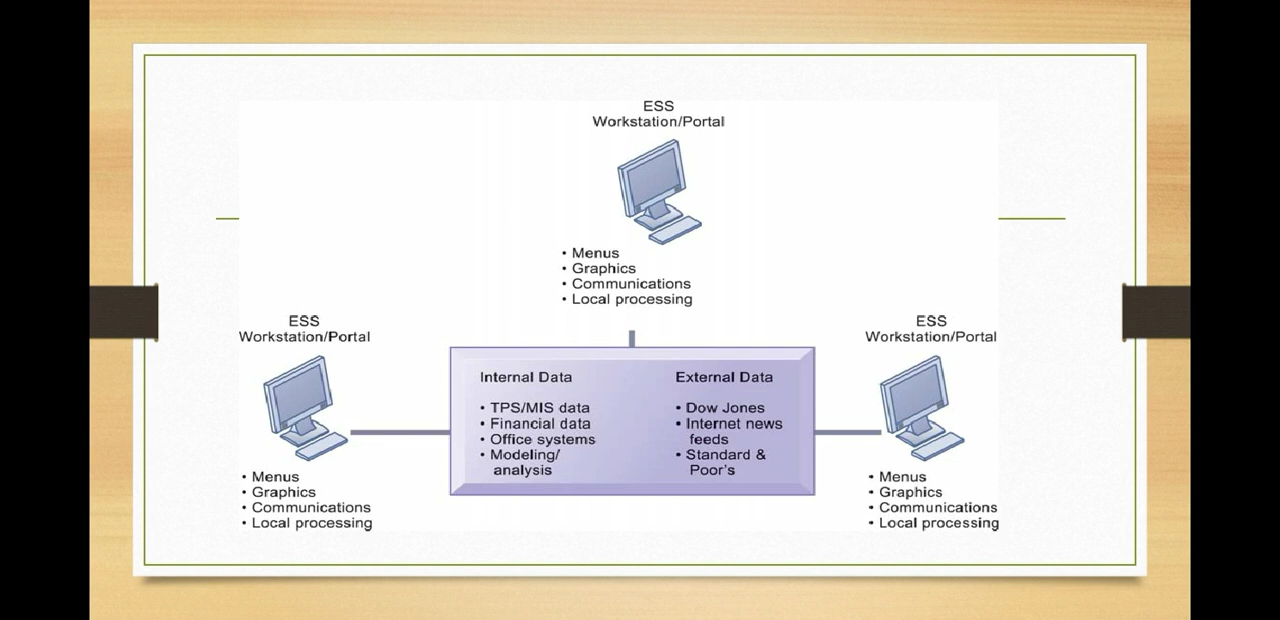 ESS
Workstation/Portal
• Menus
• Graphics
• Communications
• Local processing
ESS
Workstation/Portal
• Menus
• Graphics
• Communications
• Local processing
Internal Data
• TPS/MIS data
• Financial data
• Office systems
• Modeling/
analysis
External Data
• Dow Jones
• Internet news
feeds
• Standard &
Poor's
ESS
Workstation/Portal
• Menus
• Graphics
• Communications
• Local processing